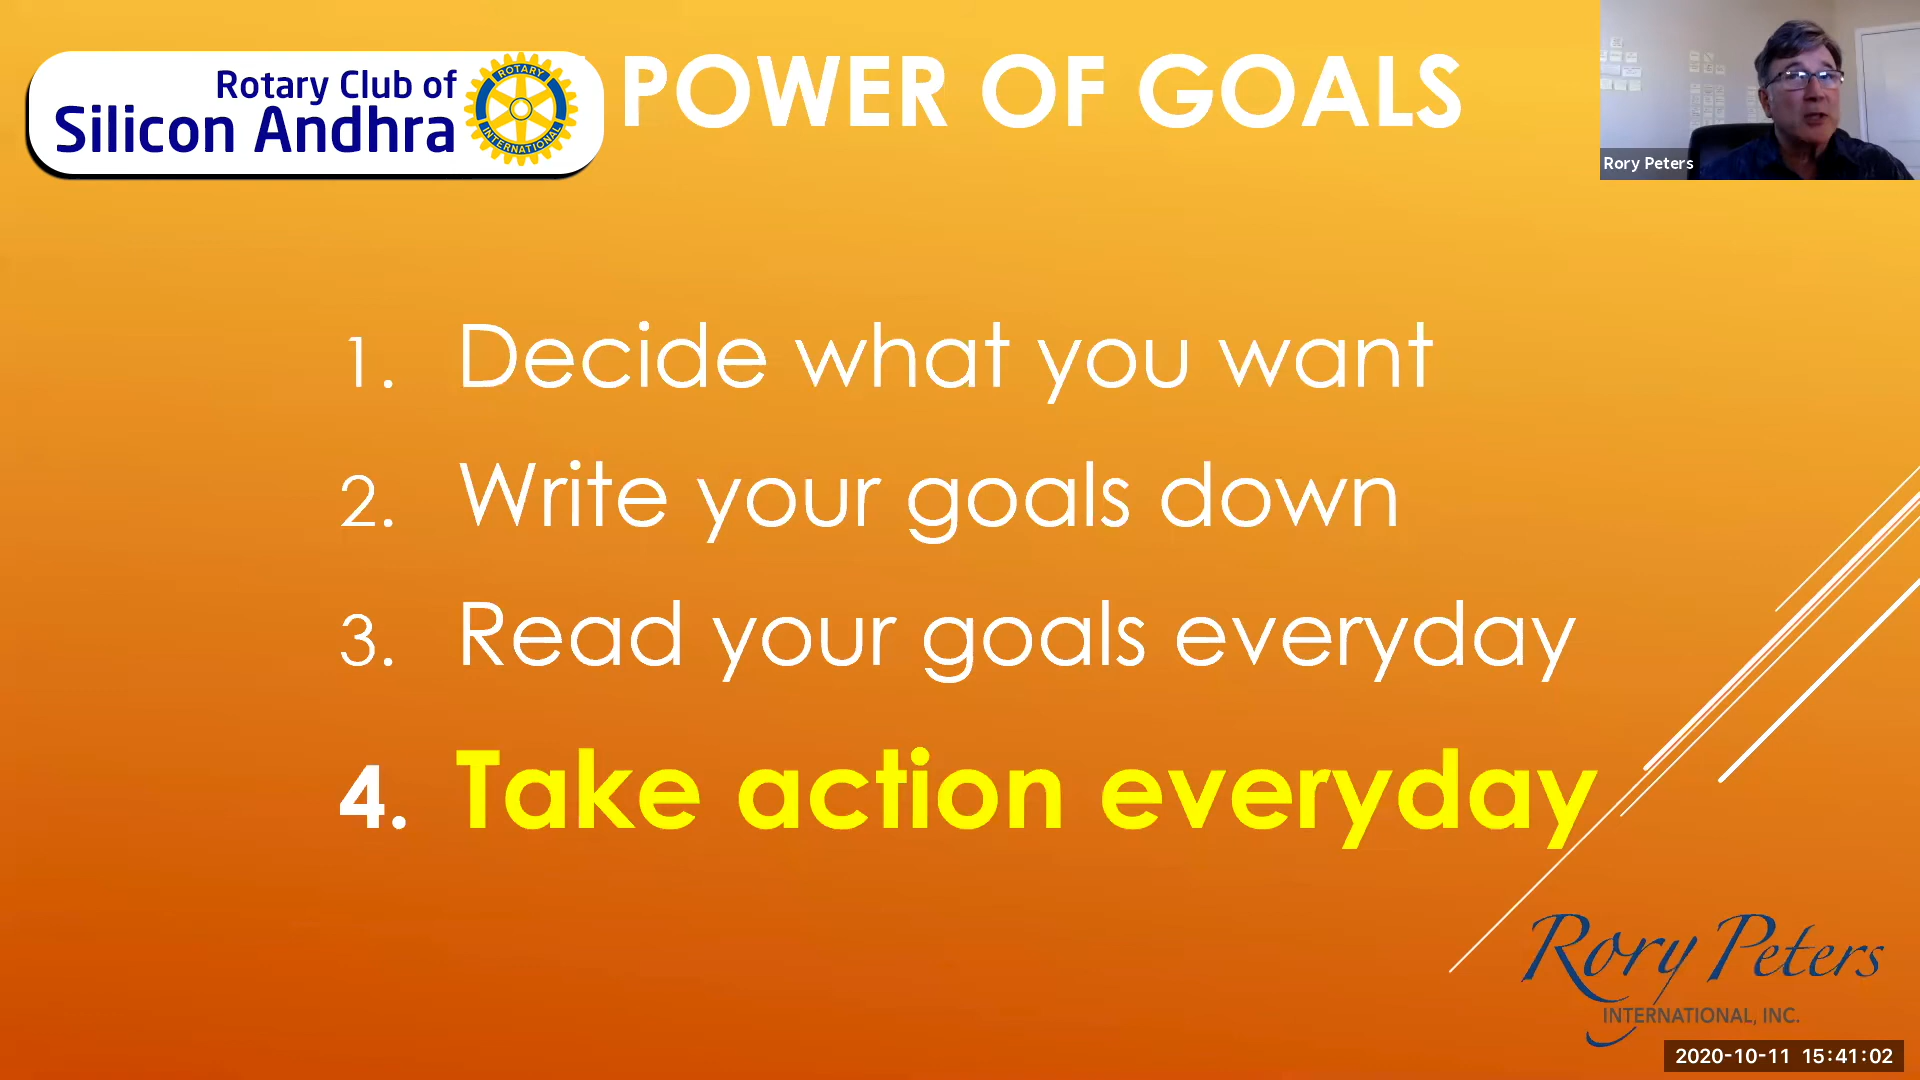 Rotary Club of
Silicon Andhra
ROTARY
INTERNATIONAL
POWER OF GOALS
Rory Peters
1. Decide what you want
2. Write your goals down
3. Read your goals everyday
4. Take action everyday
Rory Peters
INTERNATIONAL, INC.
2020-10-11 15:41:02